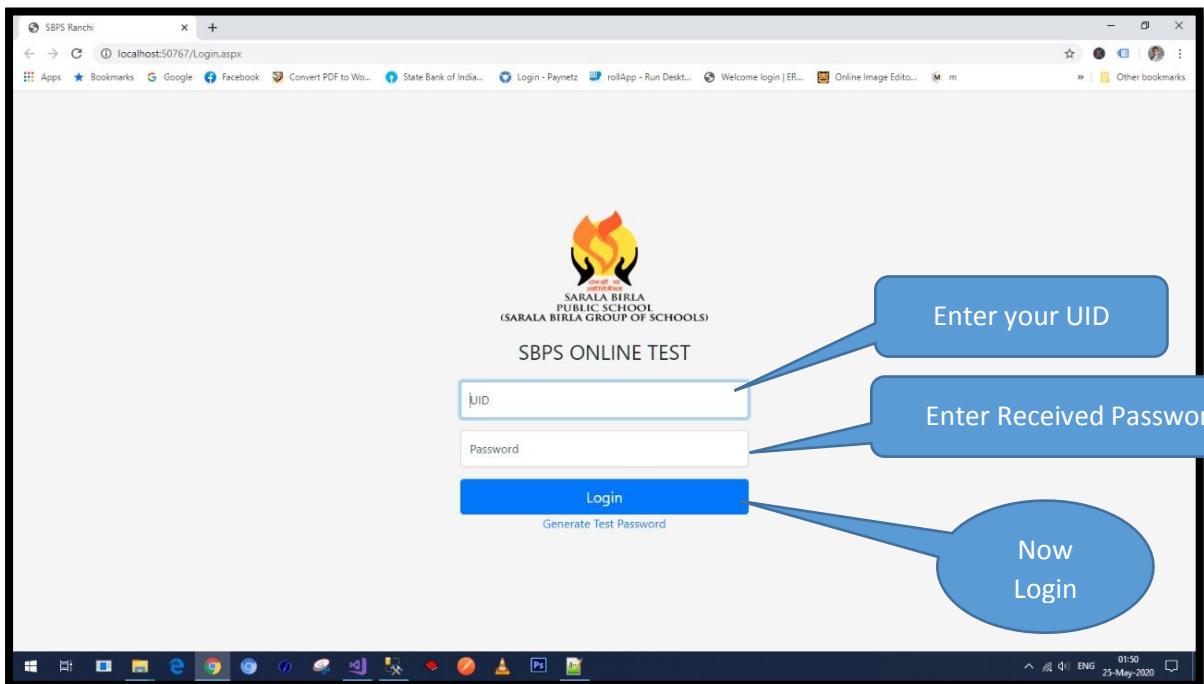 SBPS Ranchi
localhost:50767/Login.aspx
Apps Bookmarks Google Facebook Convert PDF to Wo... State Bank of India... Login - Paynetz rollApp - Run Deskt... Welcome login | ER... Online Image Edito... m Other bookmarks
SARALA BIRLA
PUBLIC SCHOOL
(SARALA BIRLA GROUP OF SCHOOLS)
SBPS ONLINE TEST
UID
Enter your UID
Password
Enter Received Passwor
Login
Generate Test Password
Now
Login
Ps
ENG
01:50
25-May-2020